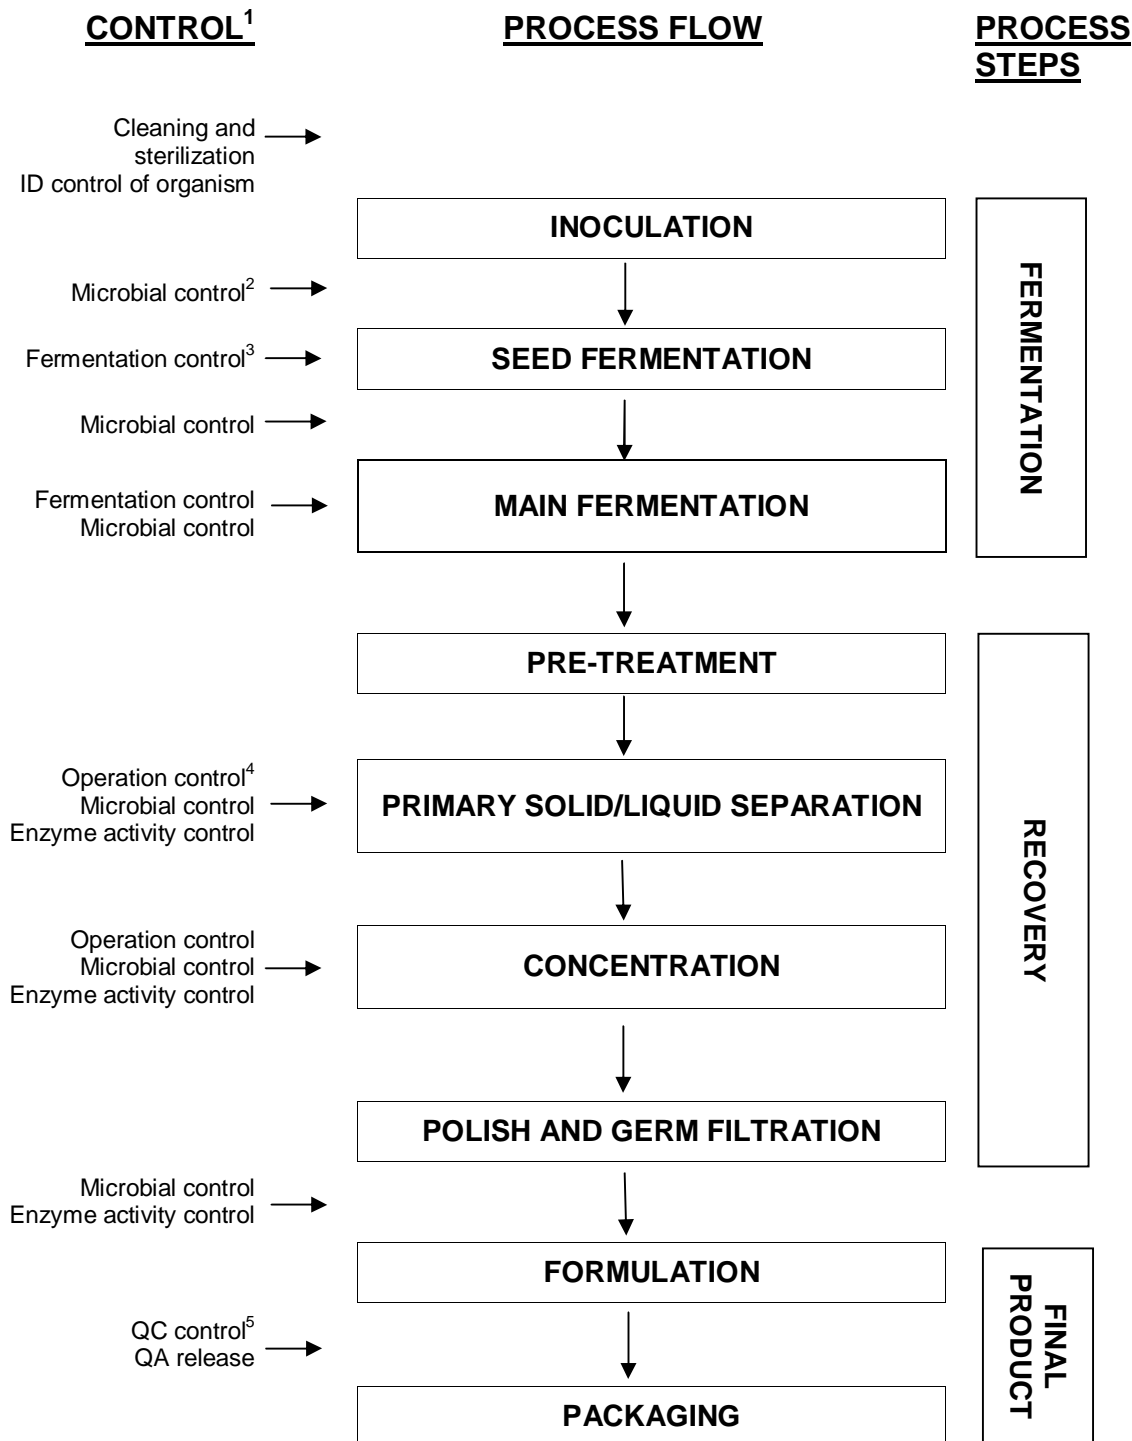 CONTROL1
PROCESS FLOW
PROCESS
STEPS
Cleaning and
sterilization
ID control of organism
INOCULATION
Microbial control2
Fermentation control3
SEED FERMENTATION
Microbial control
Fermentation control
Microbial control
MAIN FERMENTATION
FERMENTATION
PRE-TREATMENT
Operation control4
Microbial control
Enzyme activity control
PRIMARY SOLID/LIQUID SEPARATION
Operation control
Microbial control
Enzyme activity control
CONCENTRATION
POLISH AND GERM FILTRATION
RECOVERY
Microbial control
Enzyme activity control
FORMULATION
QC control5
QA release
PACKAGING
FINAL
PRODUCT